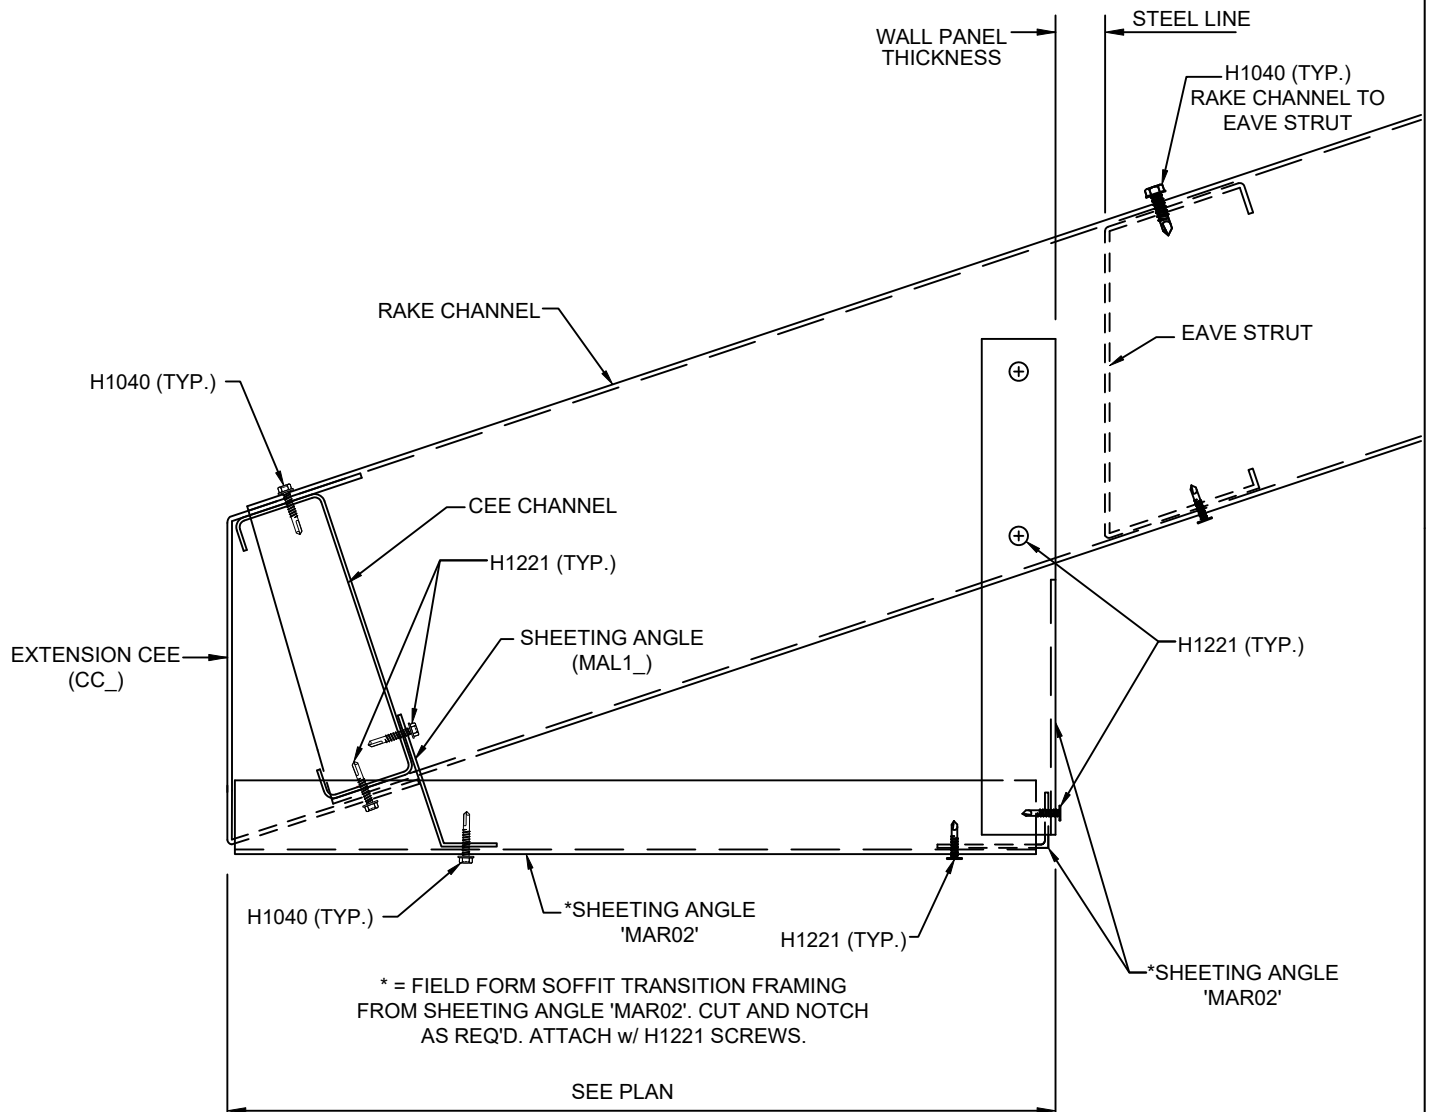 STEEL LINE
WALL PANEL
THICKNESS
H1040 (TYP.)
RAKE CHANNEL TO
EAVE STRUT
RAKE CHANNEL
EAVE STRUT
H1040 (TYP.)
CEE CHANNEL
H1221 (TYP.)
SHEETING ANGLE
(MAL1_)
H1221 (TYP.)
EXTENSION CEE
(CC_)
H1040 (TYP.)
*SHEETING ANGLE
'MAR02'
H1221 (TYP.)
*SHEETING ANGLE
'MAR02'
* = FIELD FORM SOFFIT TRANSITION FRAMING
FROM SHEETING ANGLE 'MAR02'. CUT AND NOTCH
AS REQ'D. ATTACH w/ H1221 SCREWS.
SEE PLAN